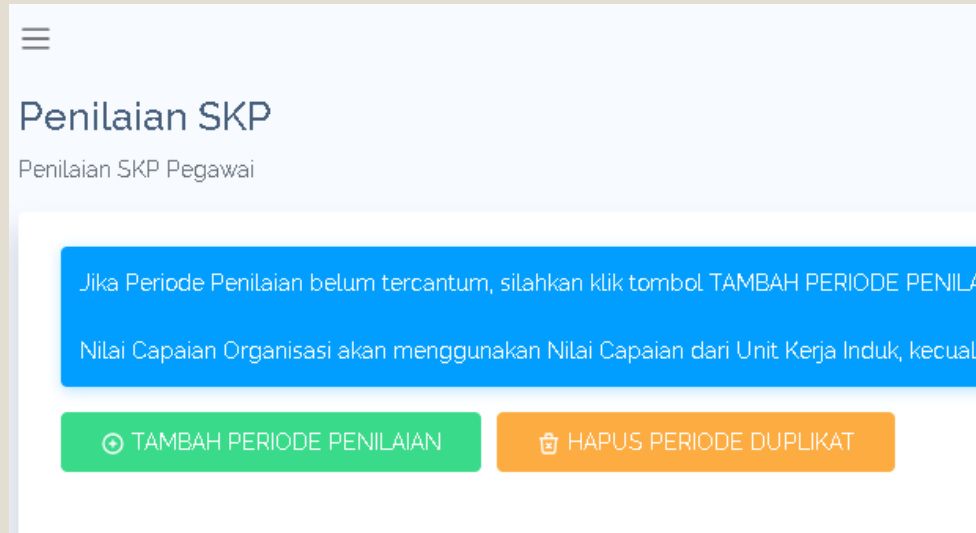 Penilaian SKP
Penilaian SKP Pegawai
Jika Periode Penilaian belum tercantum, silahkan klik tombol TAMBAH PERIODE
Nilai Capaian Organisasi akan menggunakan Nilai Capaian dari Unit Kerja Induk,
TAMBAH PERIODE PENILAIAN
HAPUS PERIODE DUPLIKAT